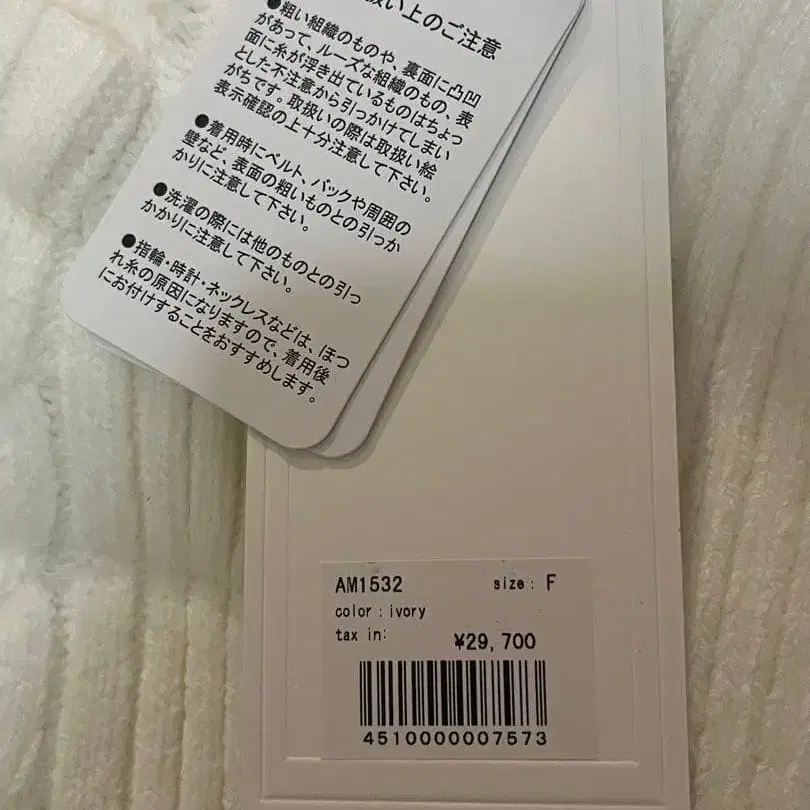 扱い上のご注意
●粗い組織のものや、裏面に凸凹
があって、ルーズな組織のもの、表
面に糸が浮き出ているものはちょっ
とした不注意から引っかけてしまい
がちです。取扱いの際は取扱い絵
表示確認の上十分注意して下さい。
●着用時にベルト、バックや周囲の
壁など、表面の粗いものとの引っか
かりに注意して下さい。
●洗濯の際には他のものとの引っ
かかりに注意して下さい。
●指輪・時計・ネックレスなどは、ほつ
れ糸の原因になりますので、着用後
にお付けすることをおすすめします。
AM1532 size: F
color : ivory
tax in: ¥29,700
4510000007573